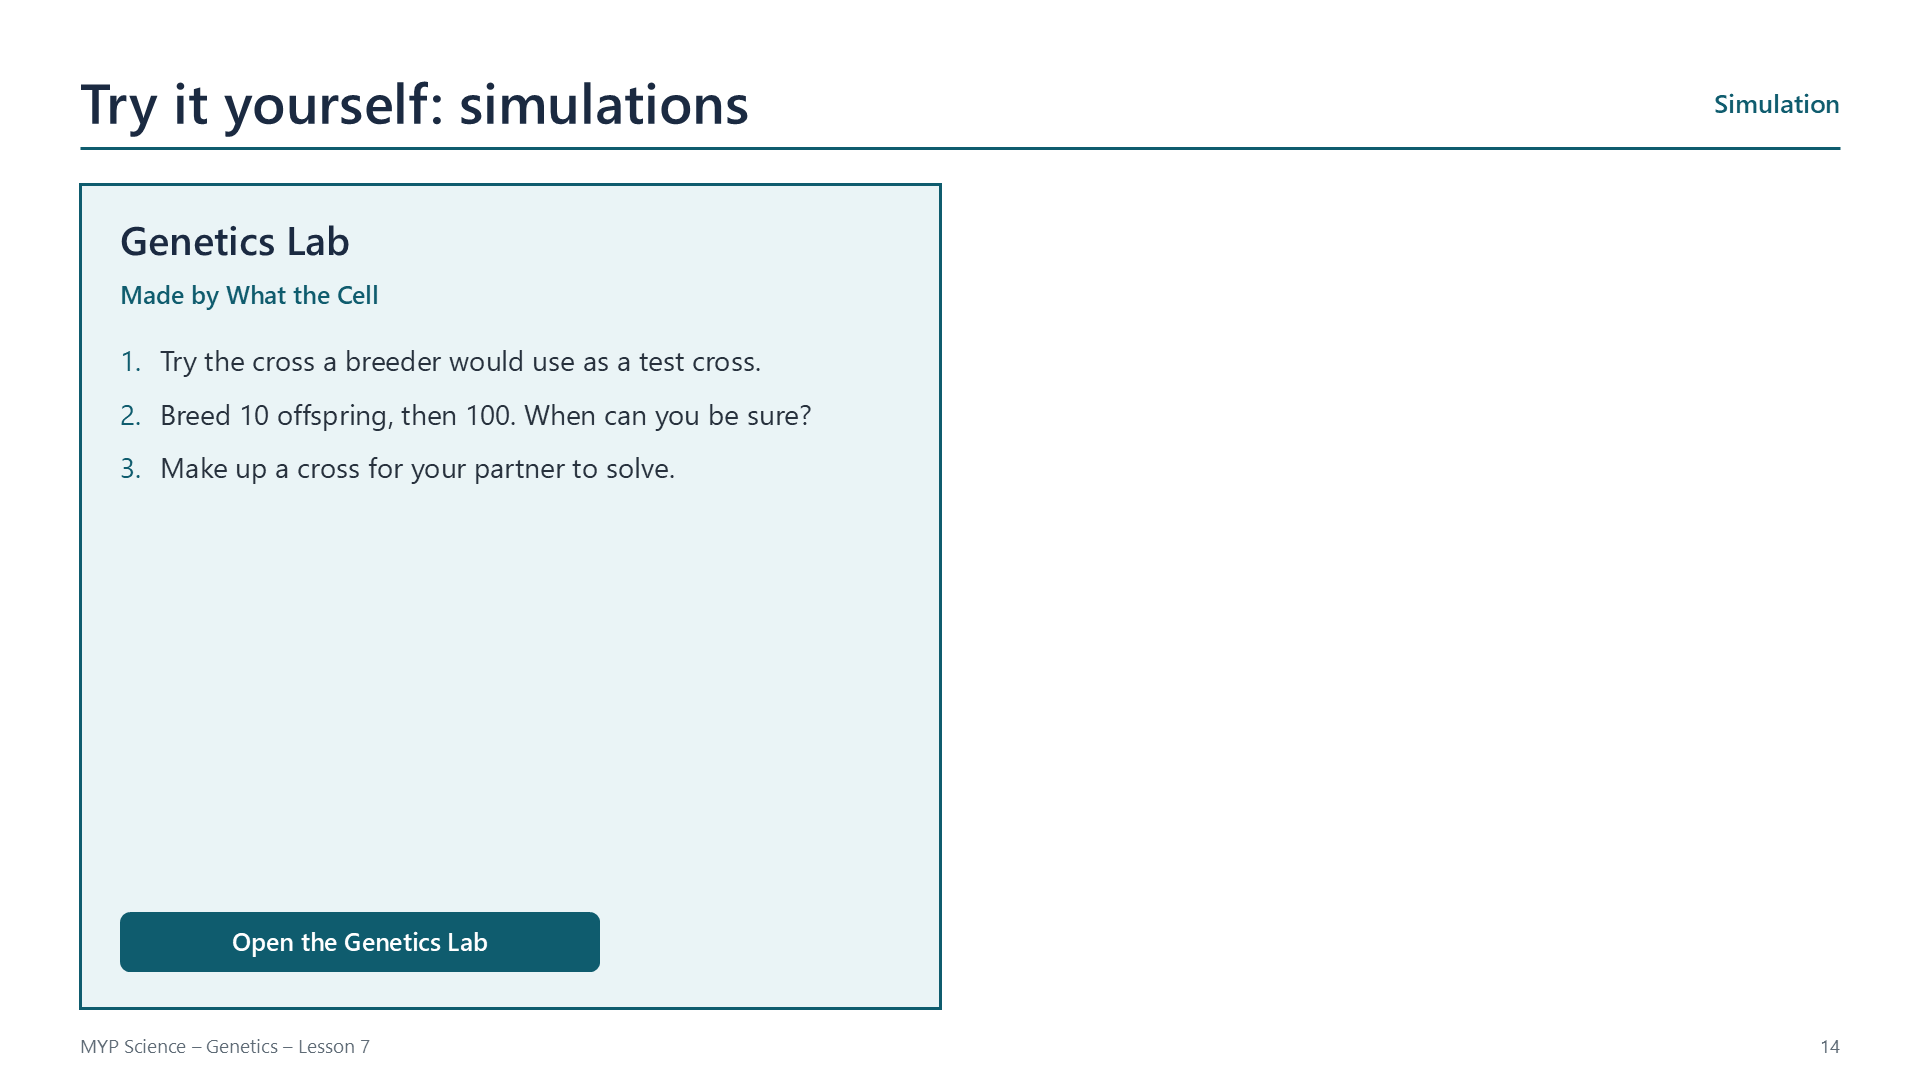 Try it yourself: simulations
Simulation
Genetics Lab
Made by What the Cell
1. Try the cross a breeder would use as a test cross.
2. Breed 10 offspring, then 100. When can you be sure?
3. Make up a cross for your partner to solve.
Open the Genetics Lab
MYP Science – Genetics – Lesson 7
14